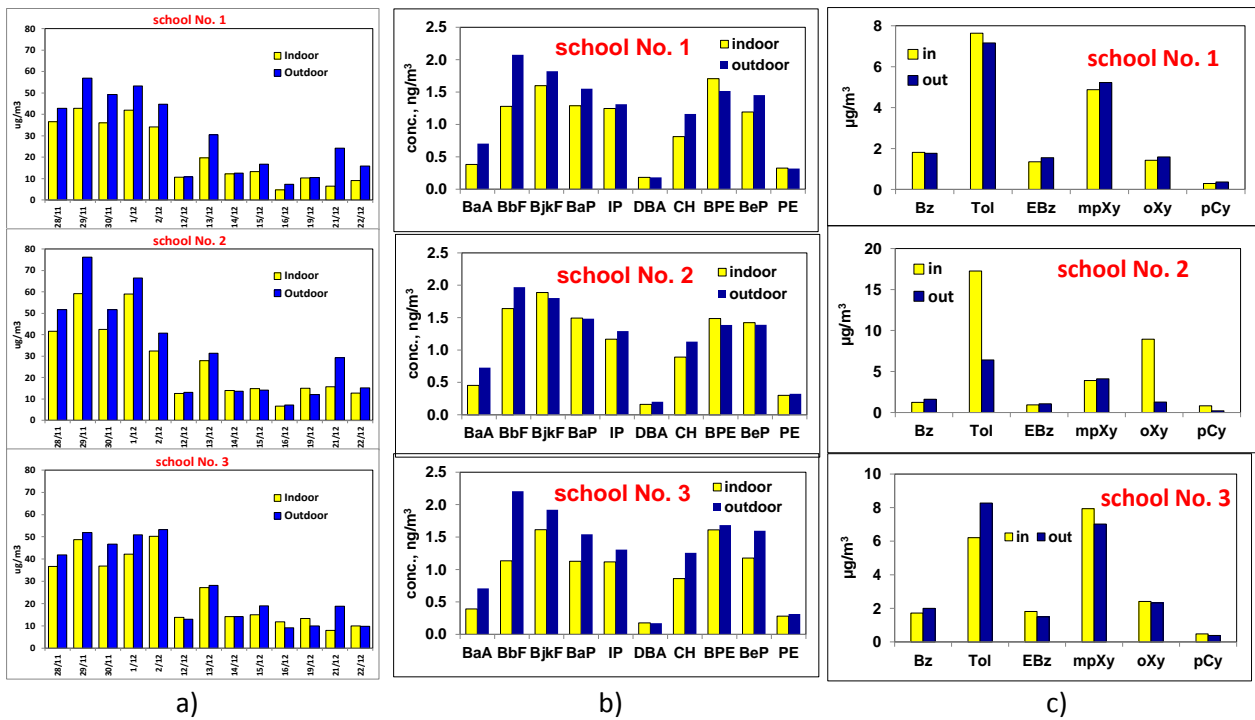 school No. 1
80
70
60
50
40
30
20
10
0
ug/m3
Indoor
Outdoor
28/11
29/11
30/11
1/12
2/12
12/12
13/12
14/12
15/12
16/12
19/12
21/12
22/12
school No. 2
80
70
60
50
40
30
20
10
0
ug/m3
Indoor
Outdoor
28/11
29/11
30/11
1/12
2/12
12/12
13/12
14/12
15/12
16/12
19/12
21/12
22/12
school No. 3
80
70
60
50
40
30
20
10
0
ug/m3
Indoor
Outdoor
28/11
29/11
30/11
1/12
2/12
12/12
13/12
14/12
15/12
16/12
19/12
21/12
22/12
a)
school No. 1
2.5
2.0
1.5
1.0
0.5
0.0
conc., ng/m³
indoor
outdoor
BaA BbF BjkF BaP IP DBA CH BPE BeP PE
school No. 2
2.5
2.0
1.5
1.0
0.5
0.0
conc., ng/m³
indoor
outdoor
BaA BbF BjkF BaP IP DBA CH BPE BeP PE
school No. 3
2.5
2.0
1.5
1.0
0.5
0.0
conc., ng/m³
indoor
outdoor
BaA BbF BjkF BaP IP DBA CH BPE BeP PE
b)
school No. 1
8
6
4
2
0
µg/m³
in
out
Bz Tol EBz mpXy oXy pCy
school No. 2
20
15
10
5
0
µg/m³
in
out
Bz Tol EBz mpXy oXy pCy
school No. 3
10
8
6
4
2
0
µg/m³
in out
Bz Tol EBz mpXy oXy pCy
c)